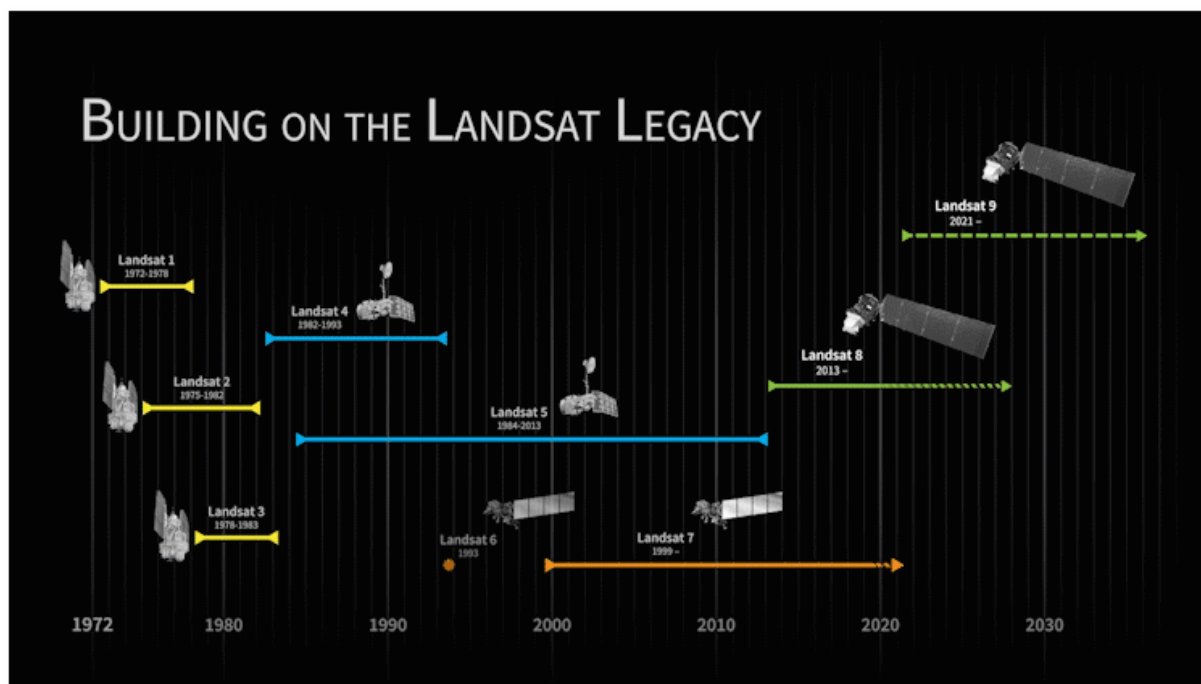 BUILDING ON THE LANDSAT LEGACY
Landsat 9
2021 –
Landsat 1
1972-1978
Landsat 4
1982-1993
Landsat 8
2013 –
Landsat 2
1975-1982
Landsat 5
1984-2013
Landsat 3
1978-1983
Landsat 6
1993
Landsat 7
1999 –
1972 1980 1990 2000 2010 2020 2030